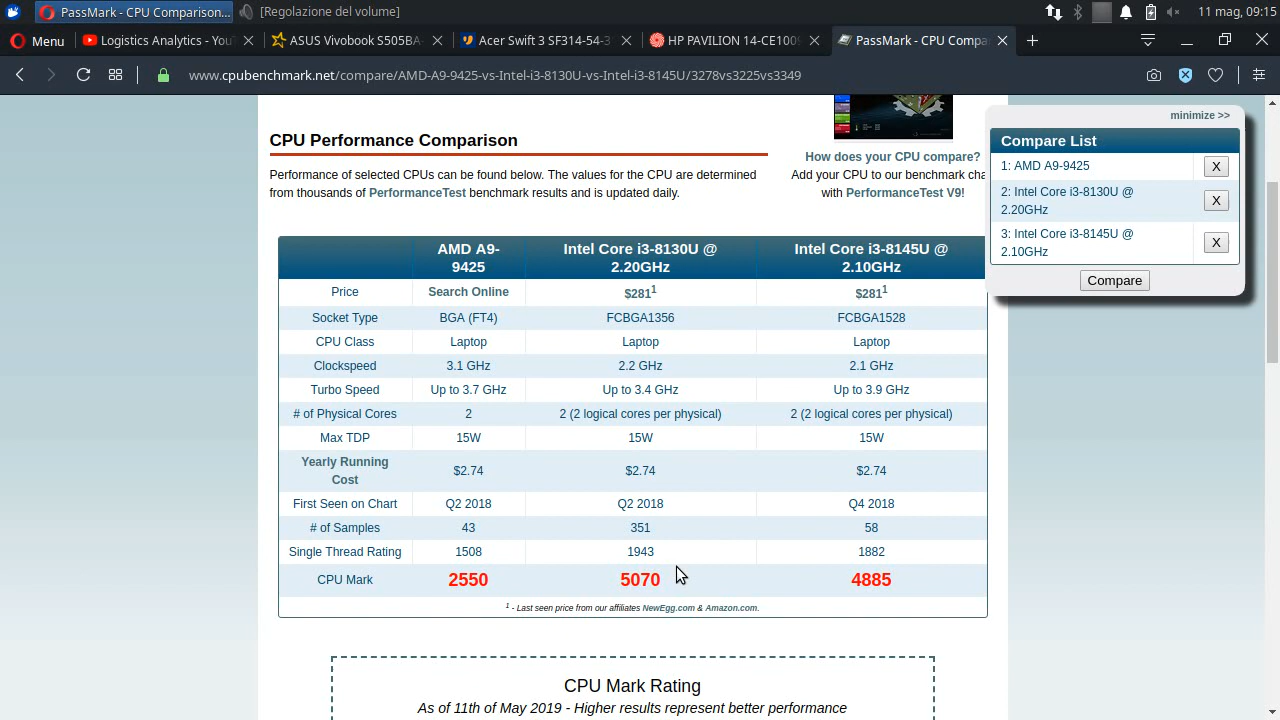 PassMark - CPU Comparison...
[Regolazione del volume]
11 mag, 09:15
Menu
Logistics Analytics - You
ASUS Vivobook S505BA-
Acer Swift 3 SF314-54-3
HP PAVILION 14-CE1009
PassMark - CPU Compa
www.cpubenchmark.net/compare/AMD-A9-9425-vs-Intel-i3-8130U-vs-Intel-i3-8145U/3278vs3225vs3349
CPU Performance Comparison
Performance of selected CPUs can be found below. The values for the CPU are determined
from thousands of PerformanceTest benchmark results and is updated daily.
How does your CPU compare?
Add your CPU to our benchmark cha
with PerformanceTest V9!
minimize >>
Compare List
1: AMD A9-9425 X
2: Intel Core i3-8130U @
2.20GHz
X
3: Intel Core i3-8145U @
2.10GHz
X
Compare
AMD A9-
9425
Intel Core i3-8130U @
2.20GHz
Intel Core i3-8145U @
2.10GHz
Price Search Online $281¹ $281¹
Socket Type BGA (FT4) FCBGA1356 FCBGA1528
CPU Class Laptop Laptop Laptop
Clockspeed 3.1 GHz 2.2 GHz 2.1 GHz
Turbo Speed Up to 3.7 GHz Up to 3.4 GHz Up to 3.9 GHz
# of Physical Cores 2 2 (2 logical cores per physical) 2 (2 logical cores per physical)
Max TDP 15W 15W 15W
Yearly Running
Cost
$2.74 $2.74 $2.74
First Seen on Chart Q2 2018 Q2 2018 Q4 2018
# of Samples 43 351 58
Single Thread Rating 1508 1943 1882
CPU Mark 2550 5070 4885
¹ - Last seen price from our affiliates NewEgg.com & Amazon.com.
CPU Mark Rating
As of 11th of May 2019 - Higher results represent better performance